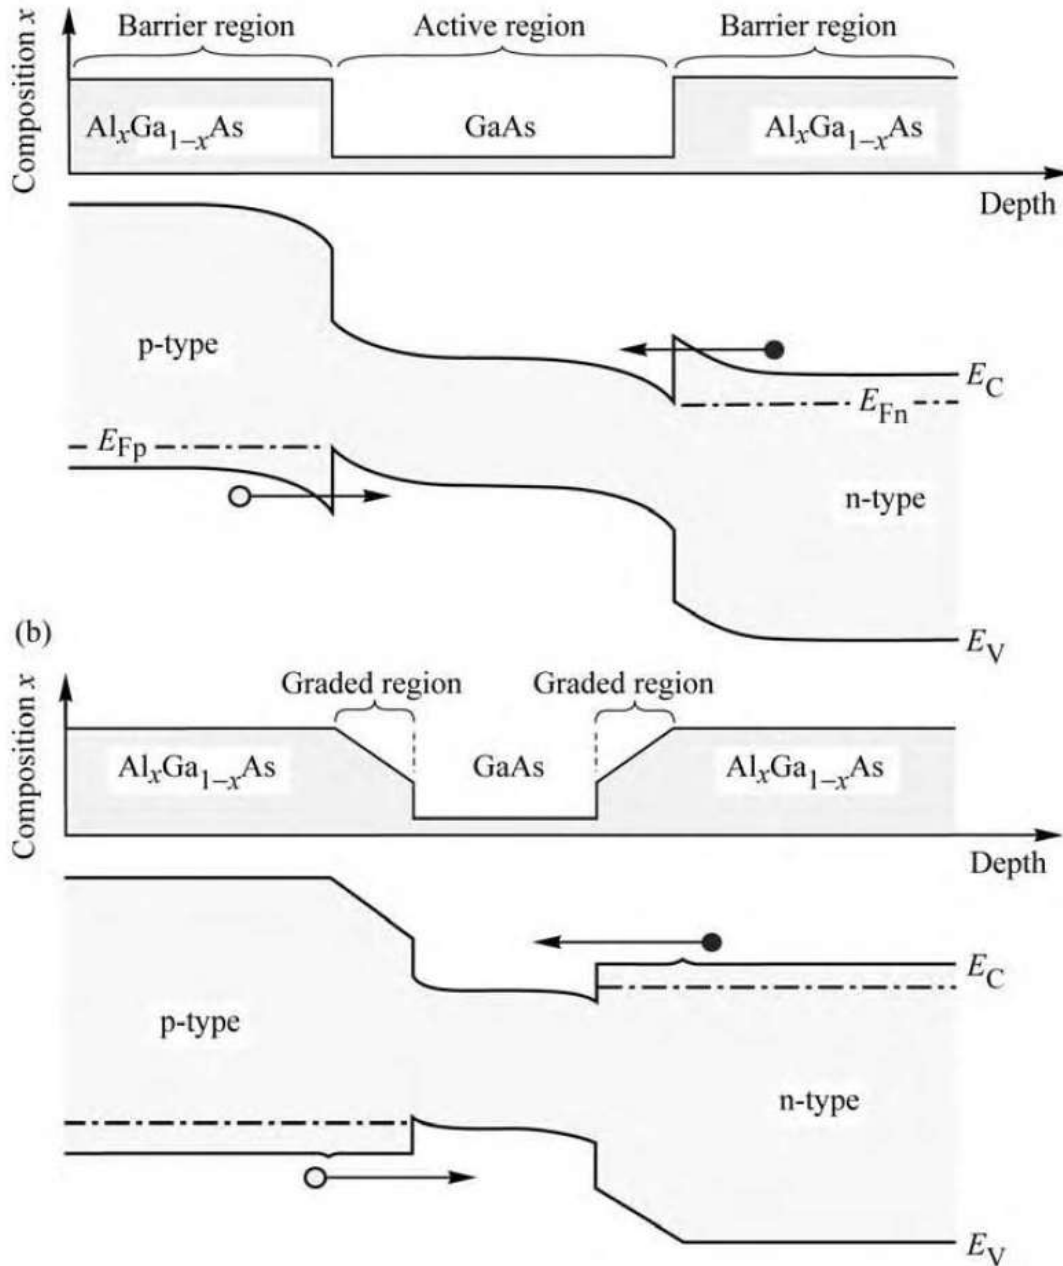 Composition x
Barrier region
Active region
Barrier region
AlxGa1–xAs
GaAs
AlxGa1–xAs
Depth
p-type
EC
EFn
EFp
n-type
EV
(b)
Composition x
Graded region
Graded region
AlxGa1–xAs
GaAs
AlxGa1–xAs
Depth
EC
p-type
n-type
EV